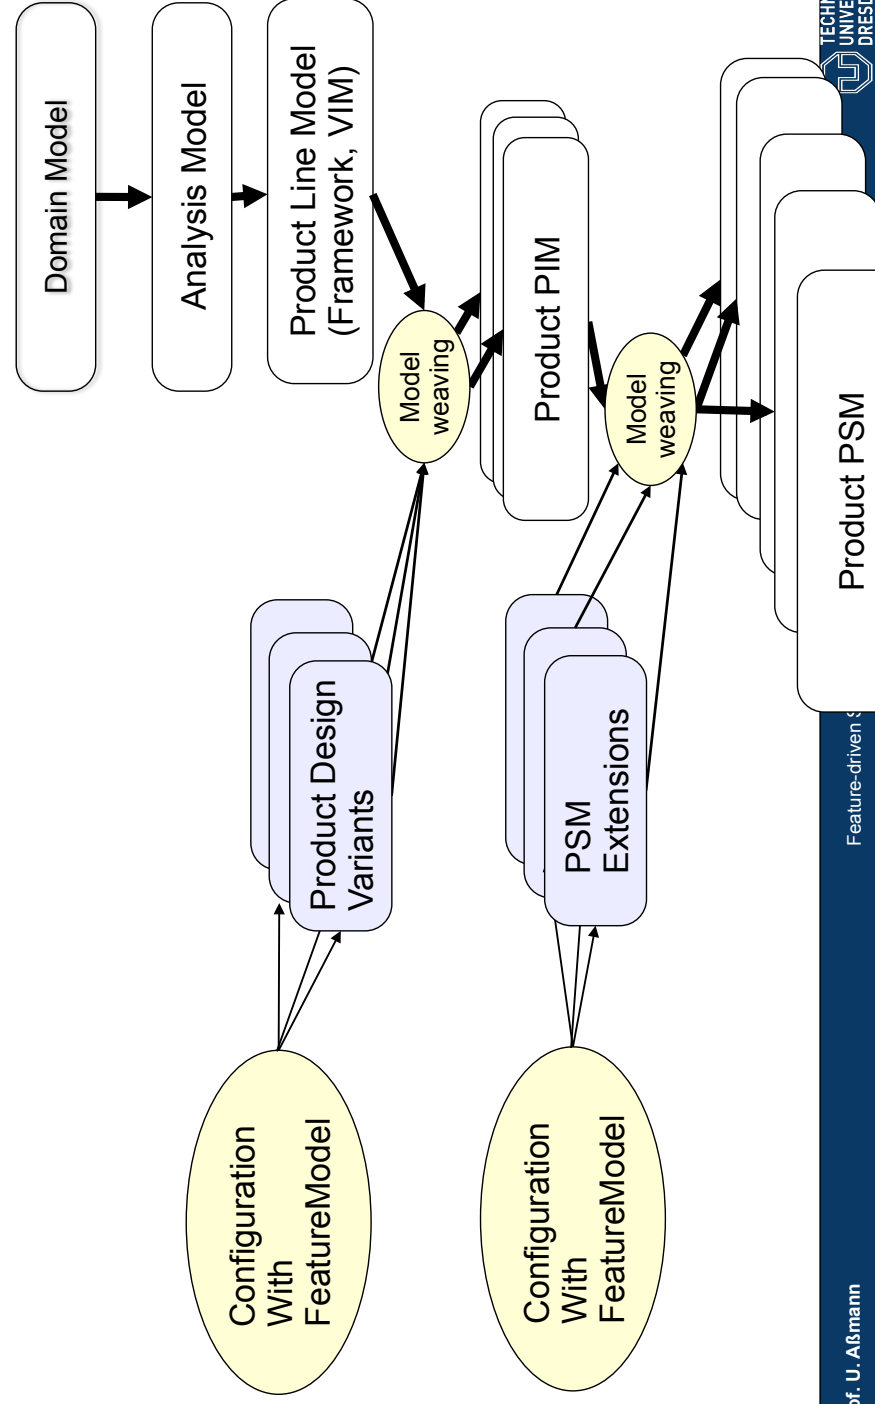 Domain Model
Analysis Model
Product Line Model
(Framework, VIM)
Model
weaving
Product PIM
Model
weaving
Product PSM
Product Design
Variants
PSM
Extensions
Configuration
With
FeatureModel
Configuration
With
FeatureModel
U. Aßmann
Feature-driven